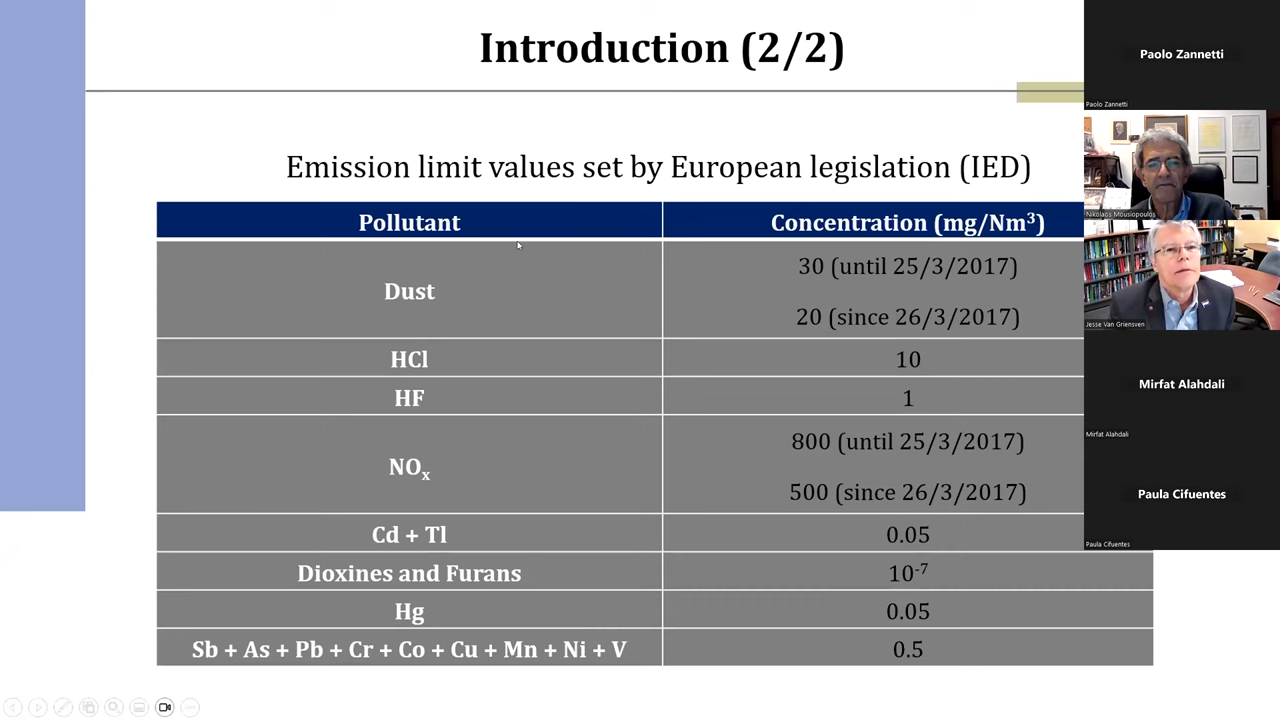 Introduction (2/2)
Emission limit values set by European legislation (IED)
Pollutant
Concentration (mg/Nm³)
Dust
30 (until 25/3/2017)
20 (since 26/3/2017)
HCl
10
HF
1
NOₓ
800 (until 25/3/2017)
500 (since 26/3/2017)
Cd + Tl
0.05
Dioxines and Furans
10⁻⁷
Hg
0.05
Sb + As + Pb + Cr + Co + Cu + Mn + Ni + V
0.5
Paolo Zannetti
Paolo Zannetti
Nikolaos Mousiopoulos
Jesse Van Griensven
Mirfat Alahdali
Mirfat Alahdali
Paula Cifuentes
Paula Cifuentes